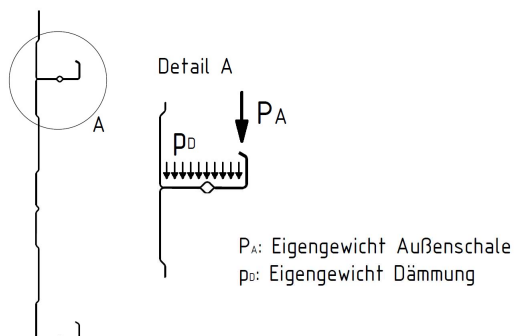 Detail A
PA
A
pD
PA: Eigengewicht Außenschale
pD: Eigengewicht Dämmung